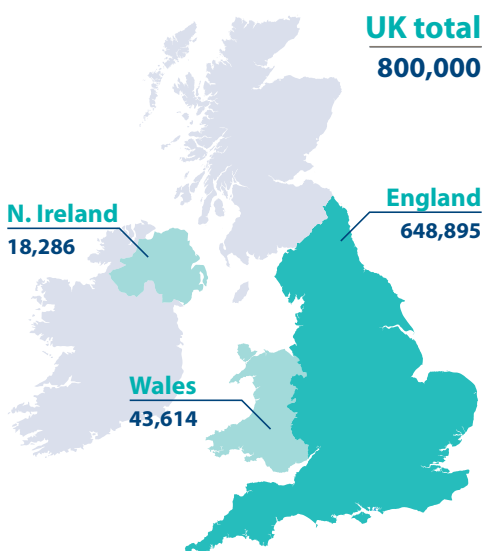 UK total
800,000
England
648,895
N. Ireland
18,286
Wales
43,614